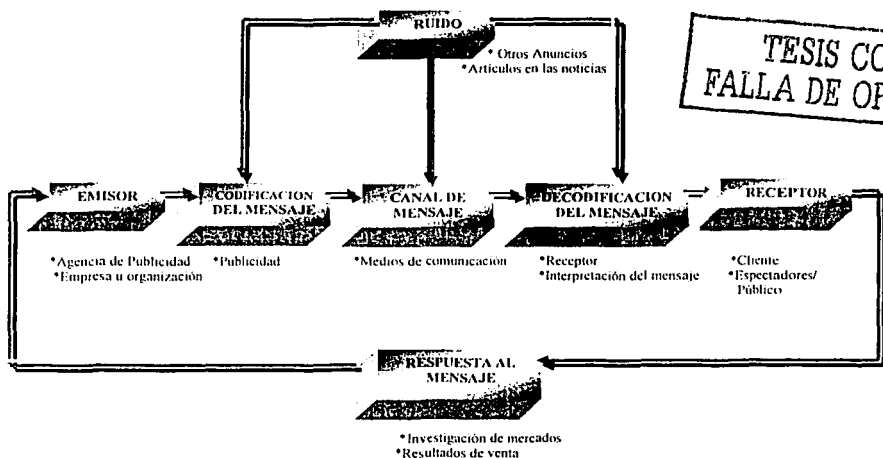 RUIDO
*Otros Anuncios
*Artículos en las noticias
TESIS
FALLA DE
EMISOR
*Agencia de Publicidad
*Empresa u organización
CODIFICACION
DEL MENSAJE
*Publicidad
CANAL DE
MENSAJE
*Medios de comunicación
DECODIFICACION
DEL MENSAJE
*Receptor
*Interpretación del mensaje
RECEPTOR
*Cliente
*Espectadores/
Público
RESPUESTA AL
MENSAJE
*Investigación de mercados
*Resultados de venta